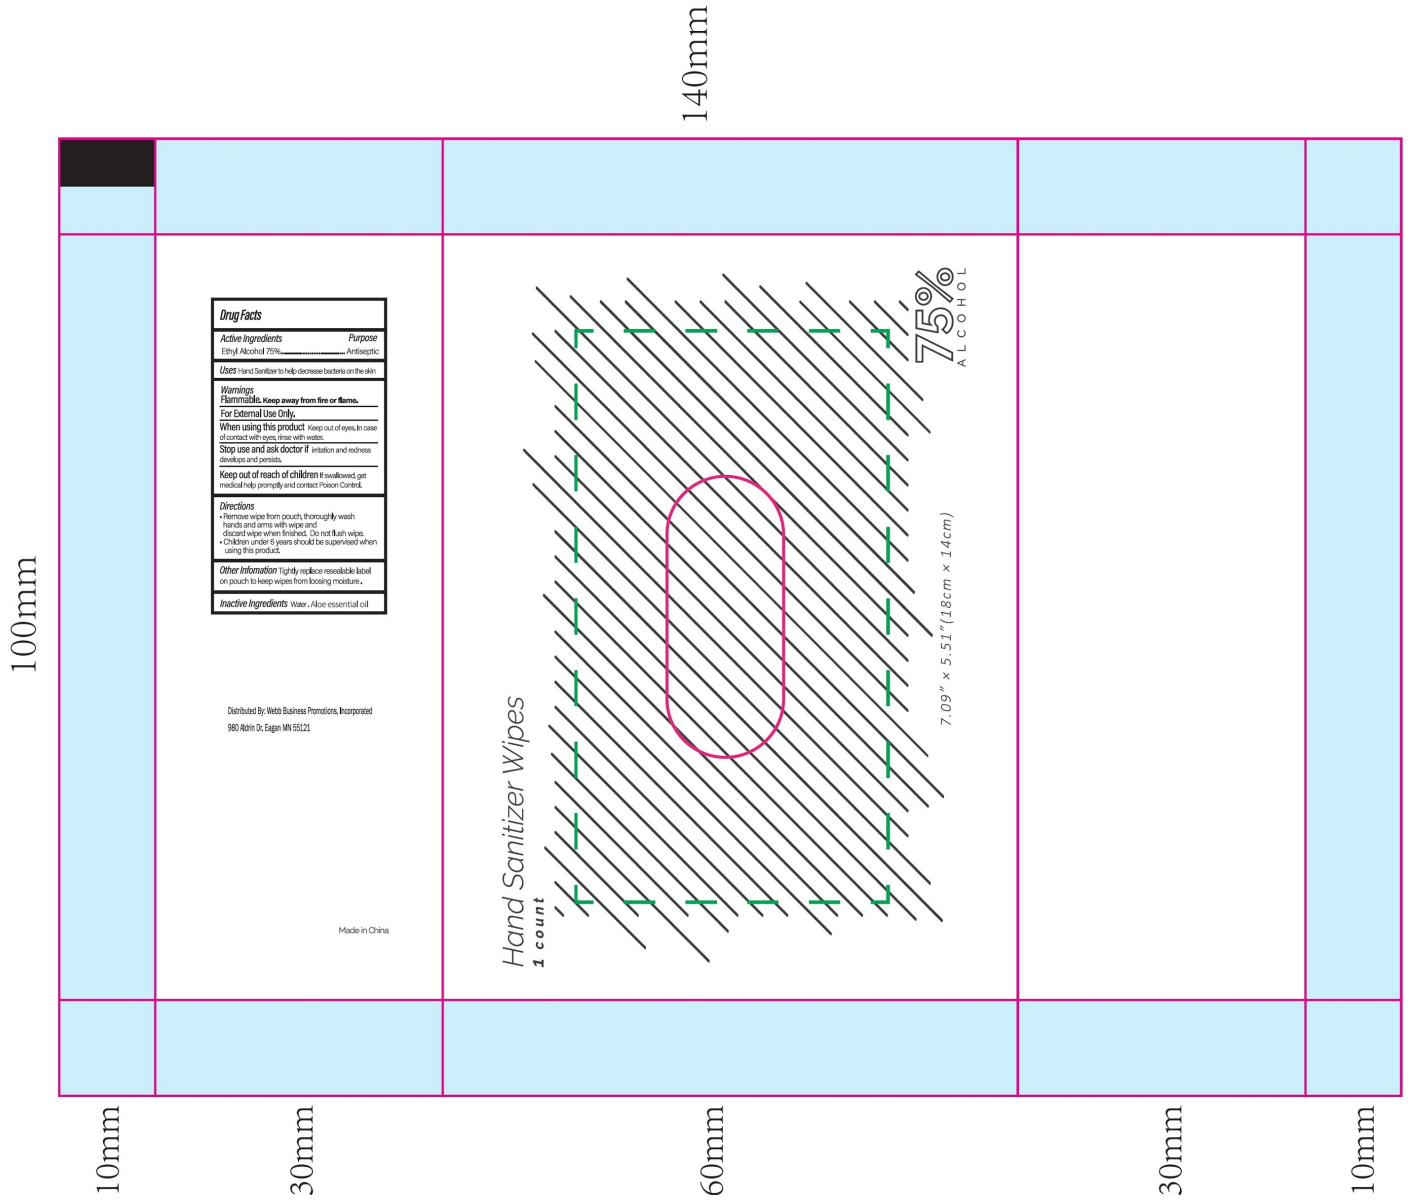 140mm
100mm
Drug Facts
Active Ingredients Purpose
Ethyl Alcohol 75%........................... Antiseptic
Uses Hand Sanitizer to help decrease bacteria on the skin
Warnings
Flammable. Keep away from fire or flame.
For External Use Only.
When using this product Keep out of eyes. In case
of contact with eyes, rinse with water.
Stop use and ask doctor if irritation and redness
develops and persists.
Keep out of reach of children If swallowed, get
medical help promptly and contact Poison Control.
Directions
• Remove wipe from pouch, thoroughly wash
hands and arms with wipe and
discard wipe when finished. Do not flush wipe.
• Children under 6 years should be supervised when
using this product.
Other Infomation Tightly replace resealable label
on pouch to keep wipes from loosing moisture.
Inactive Ingredients Water. Aloe essential oil
Distributed By: Webb Business Promotions, Incorporated
980 Aldrin Dr, Eagan MN 55121
Made in China
Hand Sanitizer Wipes
1 count
75%
ALCOHOL
7.09" × 5.51"(18cm × 14cm)
10mm
30mm
60mm
30mm
10mm